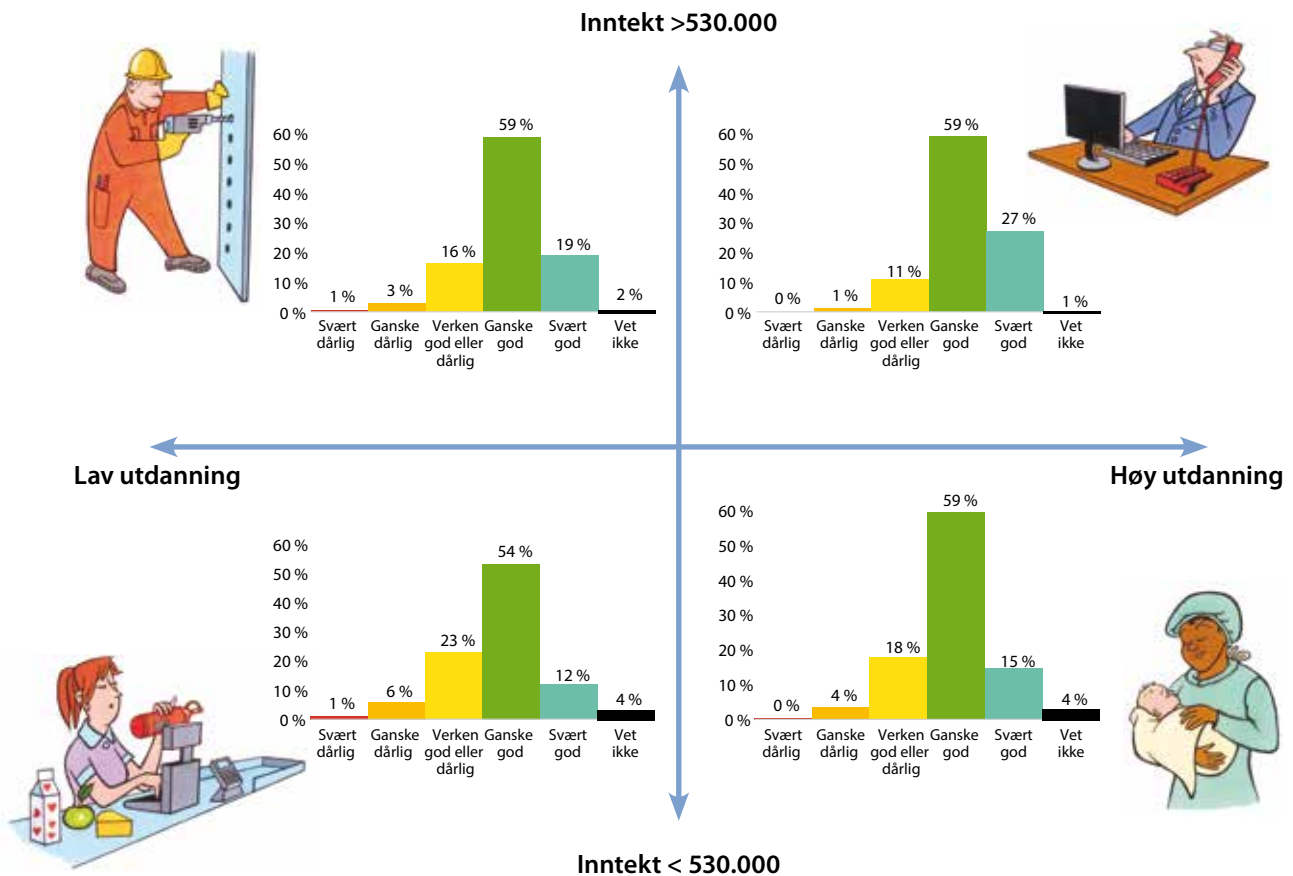 Inntekt >530.000
60 %
50 %
40 %
30 %
20 %
10 %
0 %
1 %
3 %
16 %
59 %
19 %
2 %
Svært
dårlig
Ganske
dårlig
Verken
god eller
dårlig
Ganske
god
Svært
god
Vet
ikke
60 %
50 %
40 %
30 %
20 %
10 %
0 %
0 %
1 %
11 %
59 %
27 %
1 %
Svært
dårlig
Ganske
dårlig
Verken
god eller
dårlig
Ganske
god
Svært
god
Vet
ikke
Lav utdanning
Høy utdanning
60 %
50 %
40 %
30 %
20 %
10 %
0 %
1 %
6 %
23 %
54 %
12 %
4 %
Svært
dårlig
Ganske
dårlig
Verken
god eller
dårlig
Ganske
god
Svært
god
Vet
ikke
60 %
50 %
40 %
30 %
20 %
10 %
0 %
0 %
4 %
18 %
59 %
15 %
4 %
Svært
dårlig
Ganske
dårlig
Verken
god eller
dårlig
Ganske
god
Svært
god
Vet
ikke
Inntekt < 530.000